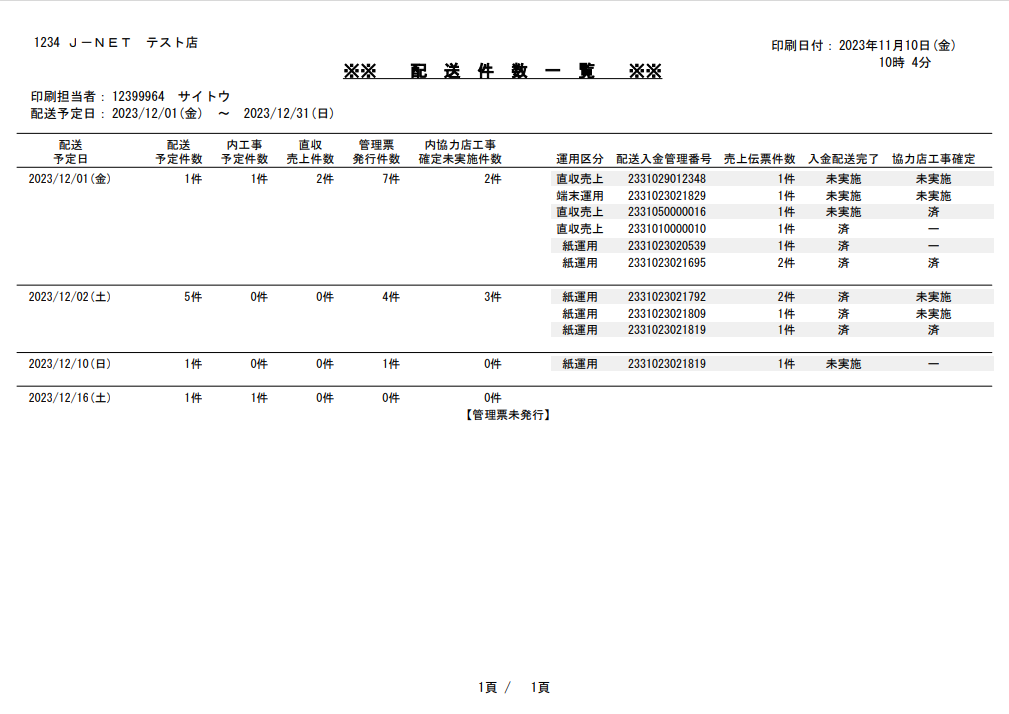 1234 Ｊ－ＮＥＴ　テスト店
印刷日付：2023年11月10日(金)
10時 4分
※※　配　送　件　数　一　覧　※※
印刷担当者：12399964　サイトウ
配送予定日：2023/12/01(金)　～　2023/12/31(日)
配送　配送　内工事　直収　管理票　内協力店工事
予定日　予定件数　予定件数　売上件数　発行件数　確定未実施件数　運用区分　配送入金管理番号　売上伝票件数　入金配送完了　協力店工事確定
2023/12/01(金)　1件　1件　2件　7件　2件　直収売上　2331029012348　1件　未実施　未実施
端末運用　2331023021829　1件　未実施　未実施
直収売上　2331050000016　1件　未実施　済
直収売上　2331010000010　1件　済　―
紙運用　2331023020539　1件　済　―
紙運用　2331023021695　2件　済　済
2023/12/02(土)　5件　0件　0件　4件　3件　紙運用　2331023021792　2件　済　未実施
紙運用　2331023021809　1件　済　未実施
紙運用　2331023021819　1件　済　済
2023/12/10(日)　1件　0件　0件　1件　0件　紙運用　2331023021819　1件　未実施　―
2023/12/16(土)　1件　1件　0件　0件　0件
【管理票未発行】
1頁 /　1頁